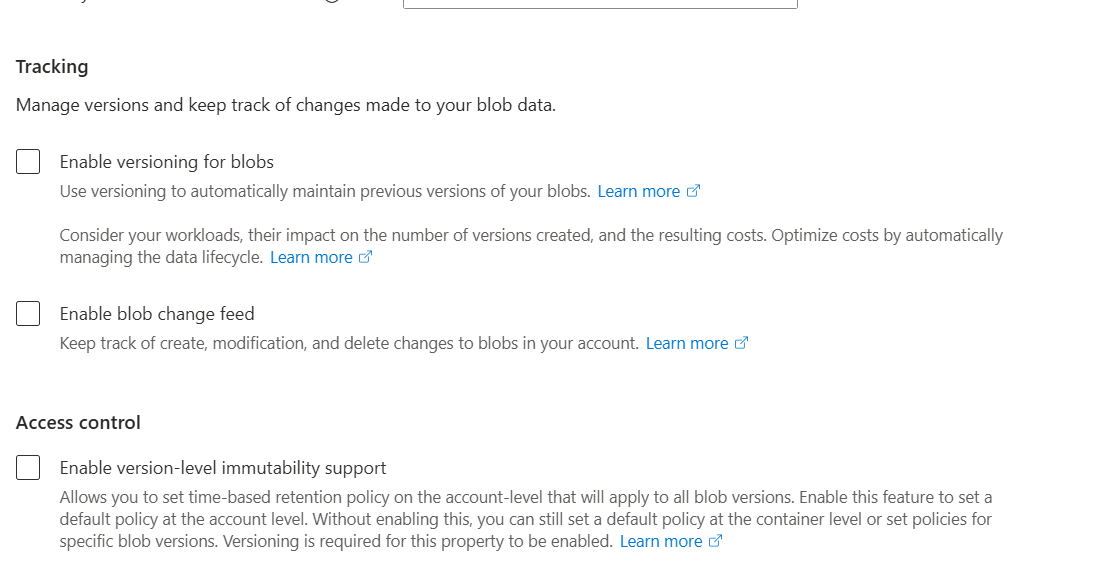 Tracking
Manage versions and keep track of changes made to your blob data.
Enable versioning for blobs
Use versioning to automatically maintain previous versions of your blobs. Learn more
Consider your workloads, their impact on the number of versions created, and the resulting costs. Optimize costs by automatically
managing the data lifecycle. Learn more
Enable blob change feed
Keep track of create, modification, and delete changes to blobs in your account. Learn more
Access control
Enable version-level immutability support
Allows you to set time-based retention policy on the account-level that will apply to all blob versions. Enable this feature to set a
default policy at the account level. Without enabling this, you can still set a default policy at the container level or set policies for
specific blob versions. Versioning is required for this property to be enabled. Learn more